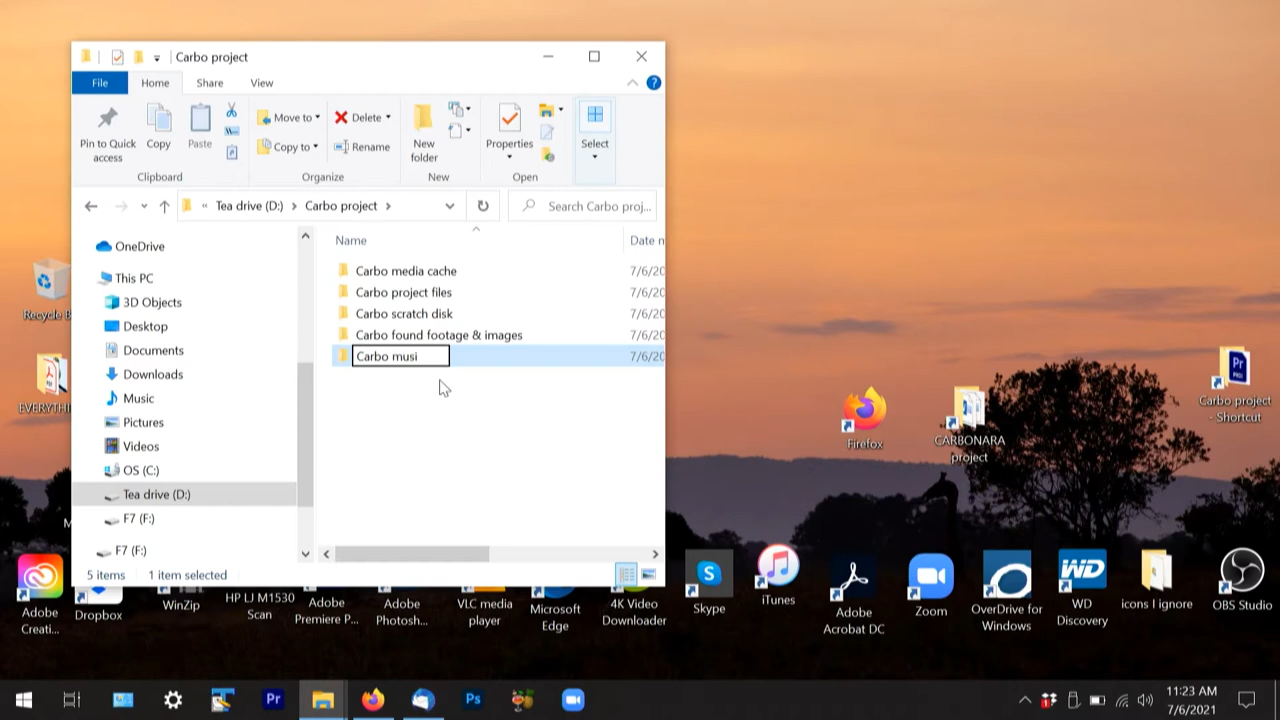 Carbo project
File
Home
Share
View
Pin to Quick access
Copy
Paste
Move to
Copy to
Delete
Rename
New folder
Properties
Select
Clipboard
Organize
New
Open
« Tea drive (D:) > Carbo project >
Search Carbo proj...
OneDrive
This PC
3D Objects
Desktop
Documents
Downloads
Music
Pictures
Videos
OS (C:)
Tea drive (D:)
F7 (F:)
F7 (F:)
Name
Date m
Carbo media cache
7/6/20
Carbo project files
7/6/20
Carbo scratch disk
7/6/20
Carbo found footage & images
7/6/20
Carbo musi
7/6/20
5 items
1 item selected
Recycle B
EVERYTHI
M
Firefox
CARBONARA
project
Pr
Carbo project
- Shortcut
Adobe
Creati...
Dropbox
WinZip
HP LJ M1530
Scan
Adobe
Premiere P...
Adobe
Photosh...
VLC media
player
Microsoft
Edge
4K Video
Downloader
Skype
iTunes
Adobe
Acrobat DC
Zoom
OverDrive for
Windows
WD
WD
Discovery
icons I ignore
OBS Studio
Pr
Ps
11:23 AM
7/6/2021